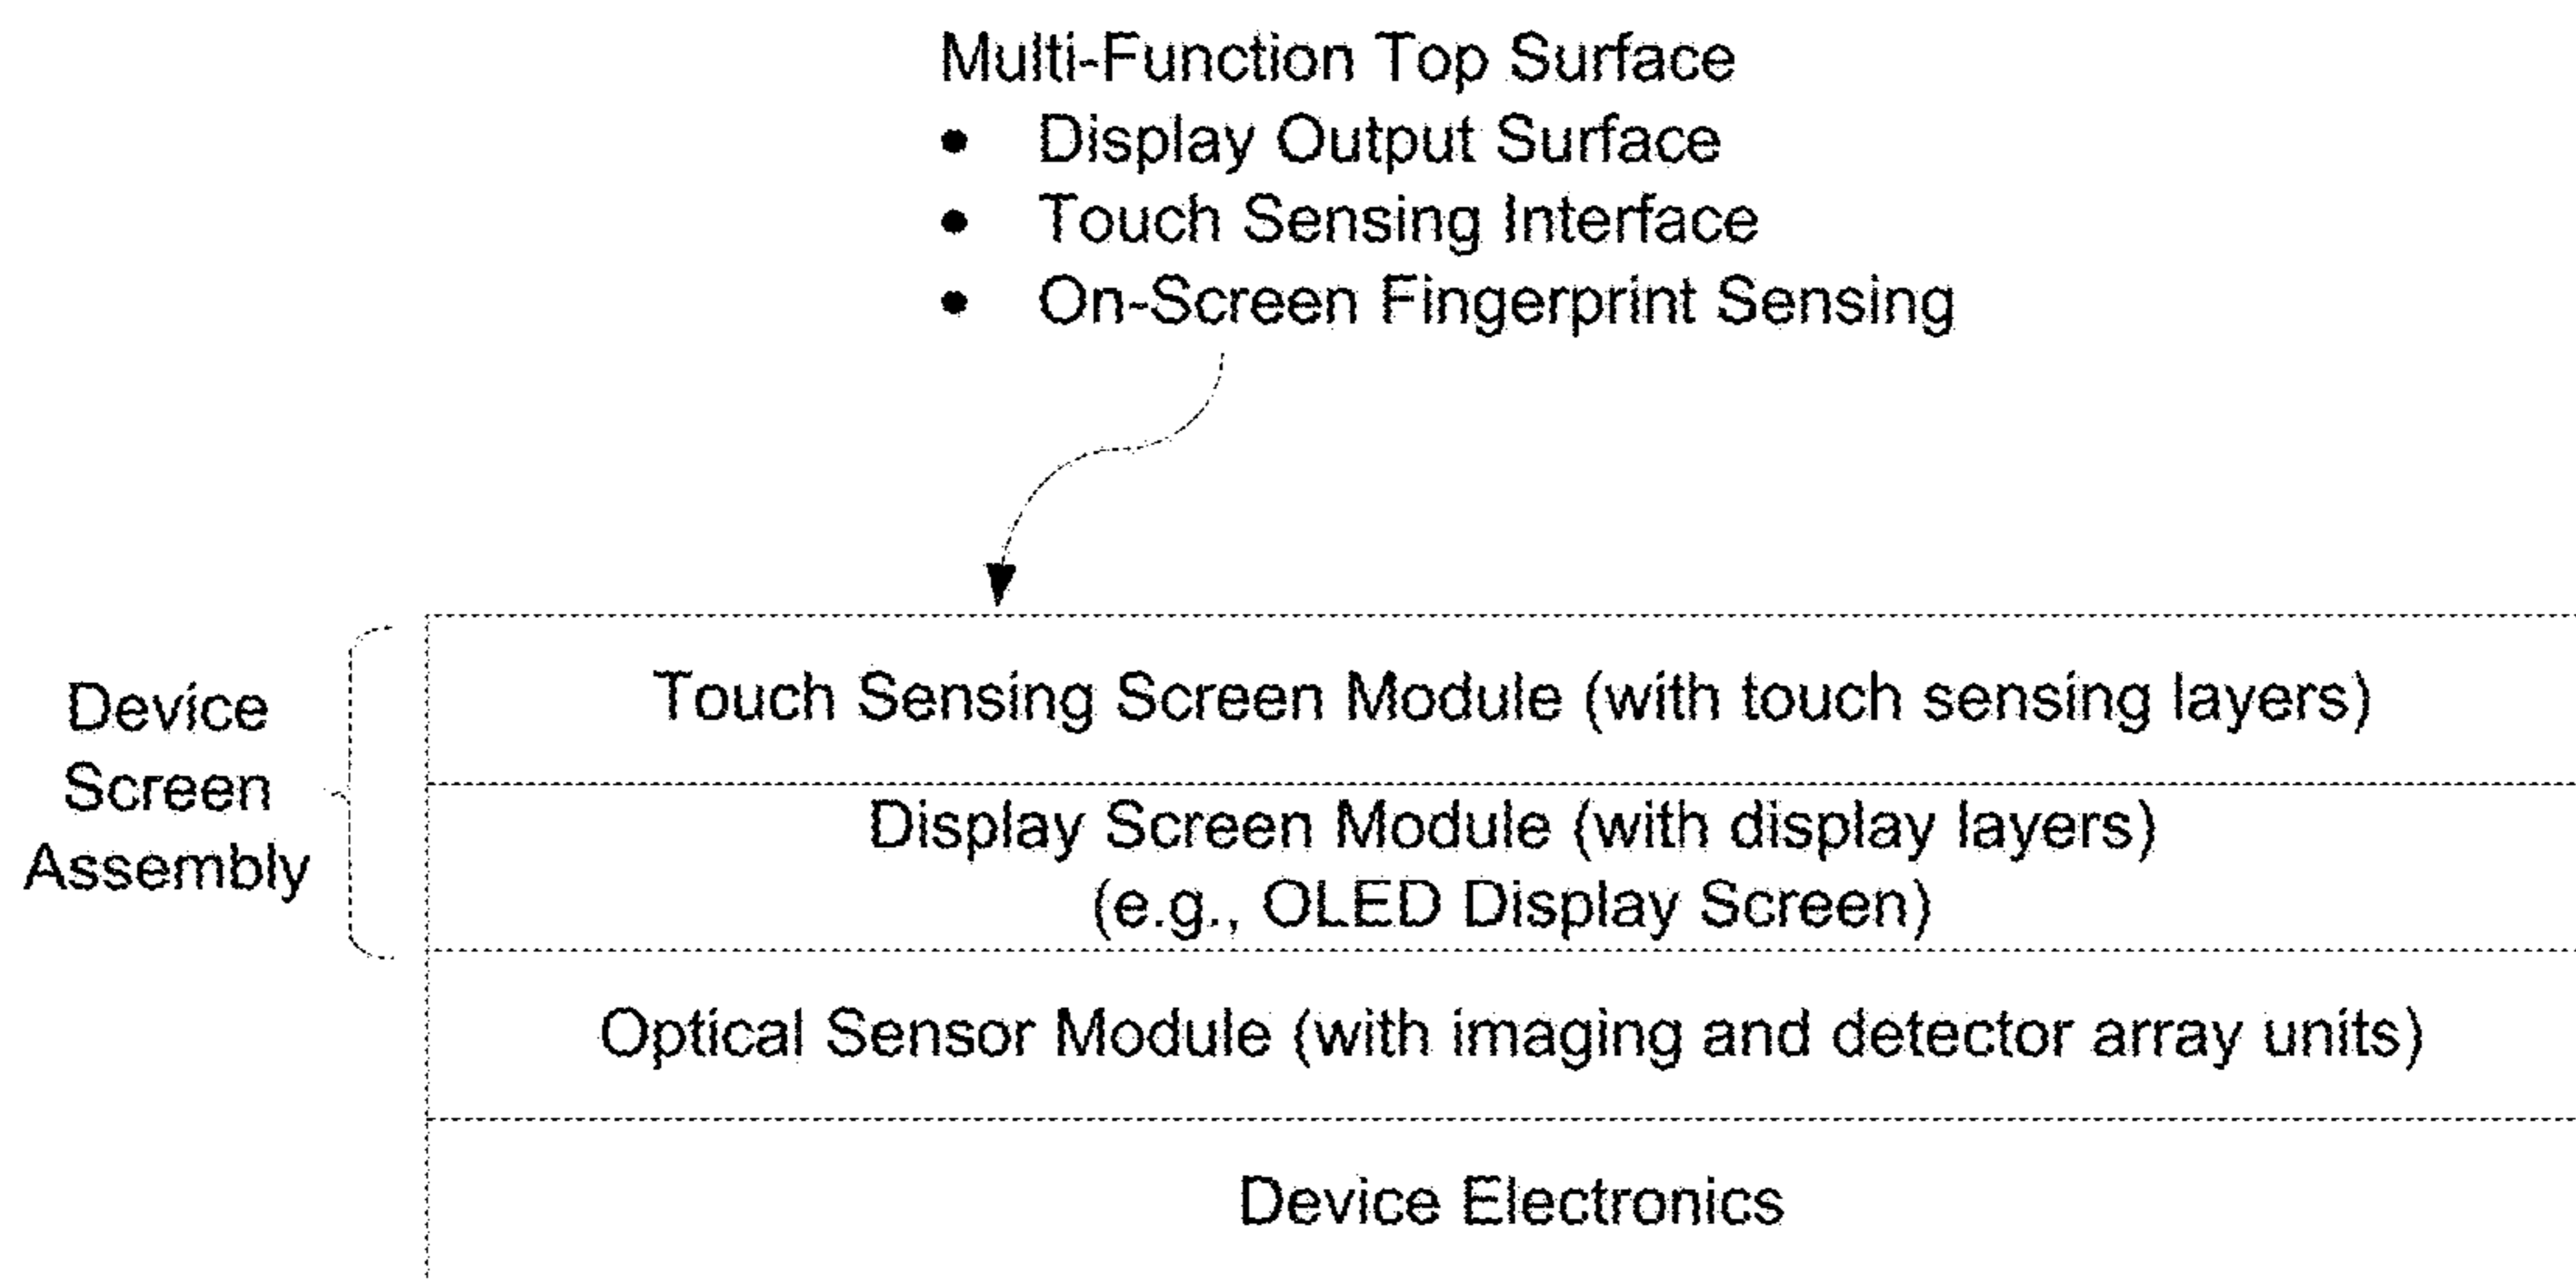 Multi-Function Top Surface
• Display Output Surface
• Touch Sensing Interface
• On-Screen Fingerprint Sensing
Device
Screen
Assembly
Touch Sensing Screen Module (with touch sensing layers)
Display Screen Module (with display layers)
(e.g., OLED Display Screen)
Optical Sensor Module (with imaging and detector array units)
Device Electronics